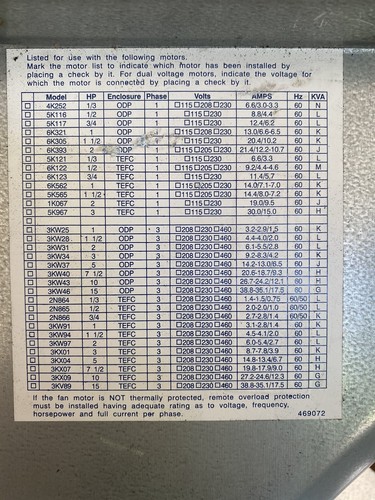 Listed for use with the following motors.
Mark the motor list to indicate which motor has been installed by
placing a check by it. For dual voltage motors, indicate the voltage for
which the motor is connected by placing a check by it.
Model HP Enclosure Phase Volts AMPS Hz KVA
☐ 4K252 1/3 ODP 1 ☐115 ☐208 ☐230 6.6/3.0-3.3 60 N
☐ 5K116 1/2 ODP 1 ☐115 ☐230 8.8/4.4 60 L
☐ 5K117 3/4 ODP 1 ☐115 ☐230 12.4/6.2 60 L
☐ 6K321 1 ODP 1 ☐115 ☐208 ☐230 13.0/6.6-6.5 60 K
☐ 6K305 1 1/2 ODP 1 ☐115 ☐230 20.4/10.2 60 K
☐ 6K393 2 ODP 1 ☐115 ☐205 ☐230 21.4/12.2-10.7 60 J
☐ 5K121 1/3 TEFC 1 ☐115 ☐230 6.6/3.3 60 L
☐ 6K122 1/2 TEFC 1 ☐115 ☐205 ☐230 9.2/4.4-4.6 60 M
☐ 6K123 3/4 TEFC 1 ☐115 ☐230 11.4/5.7 60 L
☐ 6K562 1 TEFC 1 ☐115 ☐205 ☐230 14.0/7.1-7.0 60 K
☐ 5K565 1 1/2 TEFC 1 ☐115 ☐205 ☐230 14.4/8.0-7.2 60 K
☐ 1K067 2 TEFC 1 ☐115 ☐230 19.0/9.5 60 J
☐ 5K967 3 TEFC 1 ☐115 ☐230 30.0/15.0 60 H
☐ 3KW25 1 ODP 3 ☐208 ☐230 ☐460 3.2-2.9/1.5 60 K
☐ 3KW28 1 1/2 ODP 3 ☐208 ☐230 ☐460 4.4-4.0/2.0 60 L
☐ 3KW31 2 ODP 3 ☐208 ☐230 ☐460 6.1-5.5/2.8 60 L
☐ 3KW34 3 ODP 3 ☐208 ☐230 ☐460 9.2-8.3/4.2 60 K
☐ 3KW37 5 ODP 3 ☐208 ☐230 ☐460 14.2-13.0/6.5 60 J
☐ 3KW40 7 1/2 ODP 3 ☐208 ☐230 ☐460 20.6-18.7/9.3 60 H
☐ 3KW43 10 ODP 3 ☐208 ☐230 ☐460 26.7-24.2/12.1 60 H
☐ 3KW46 15 ODP 3 ☐208 ☐230 ☐460 38.8-35.1/17.5 60 G
☐ 2N864 1/3 TEFC 3 ☐208 ☐230 ☐460 1.4-1.5/0.75 60/50 L
☐ 2N865 1/2 TEFC 3 ☐208 ☐230 ☐460 2.0-2.0/1.0 60/50 L
☐ 2N866 3/4 TEFC 3 ☐208 ☐230 ☐460 2.7-2.8/1.4 60/50 K
☐ 3KW91 1 TEFC 3 ☐208 ☐230 ☐460 3.1-2.8/1.4 60 K
☐ 3KW94 1 1/2 TEFC 3 ☐208 ☐230 ☐460 4.5-4.1/2.0 60 L
☐ 3KW97 2 TEFC 3 ☐208 ☐230 ☐460 6.0-5.4/2.7 60 L
☐ 3KX01 3 TEFC 3 ☐208 ☐230 ☐460 8.7-7.8/3.9 60 K
☐ 3KX04 5 TEFC 3 ☐208 ☐230 ☐460 14.8-13.4/6.7 60 H
☐ 3KX07 7 1/2 TEFC 3 ☐208 ☐230 ☐460 19.8-17.9/9.0 60 H
☐ 3KX09 10 TEFC 3 ☐208 ☐230 ☐460 27.2-24.6/12.3 60 G
☐ 3KV89 15 TEFC 3 ☐208 ☐230 ☐460 38.8-35.1/17.5 60 G
If the fan motor is NOT thermally protected, remote overload protection
must be installed having adequate rating as to voltage, frequency,
horsepower and full current per phase. 469072